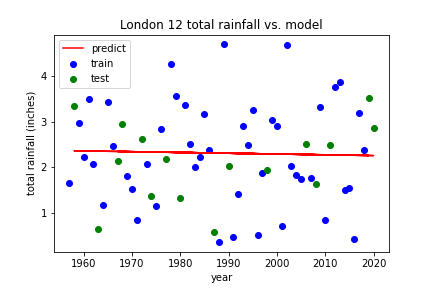 London 12 total rainfall vs. model
predict
train
test
total rainfall (inches)
4
3
2
1
1960 1970 1980 1990 2000 2010 2020
year